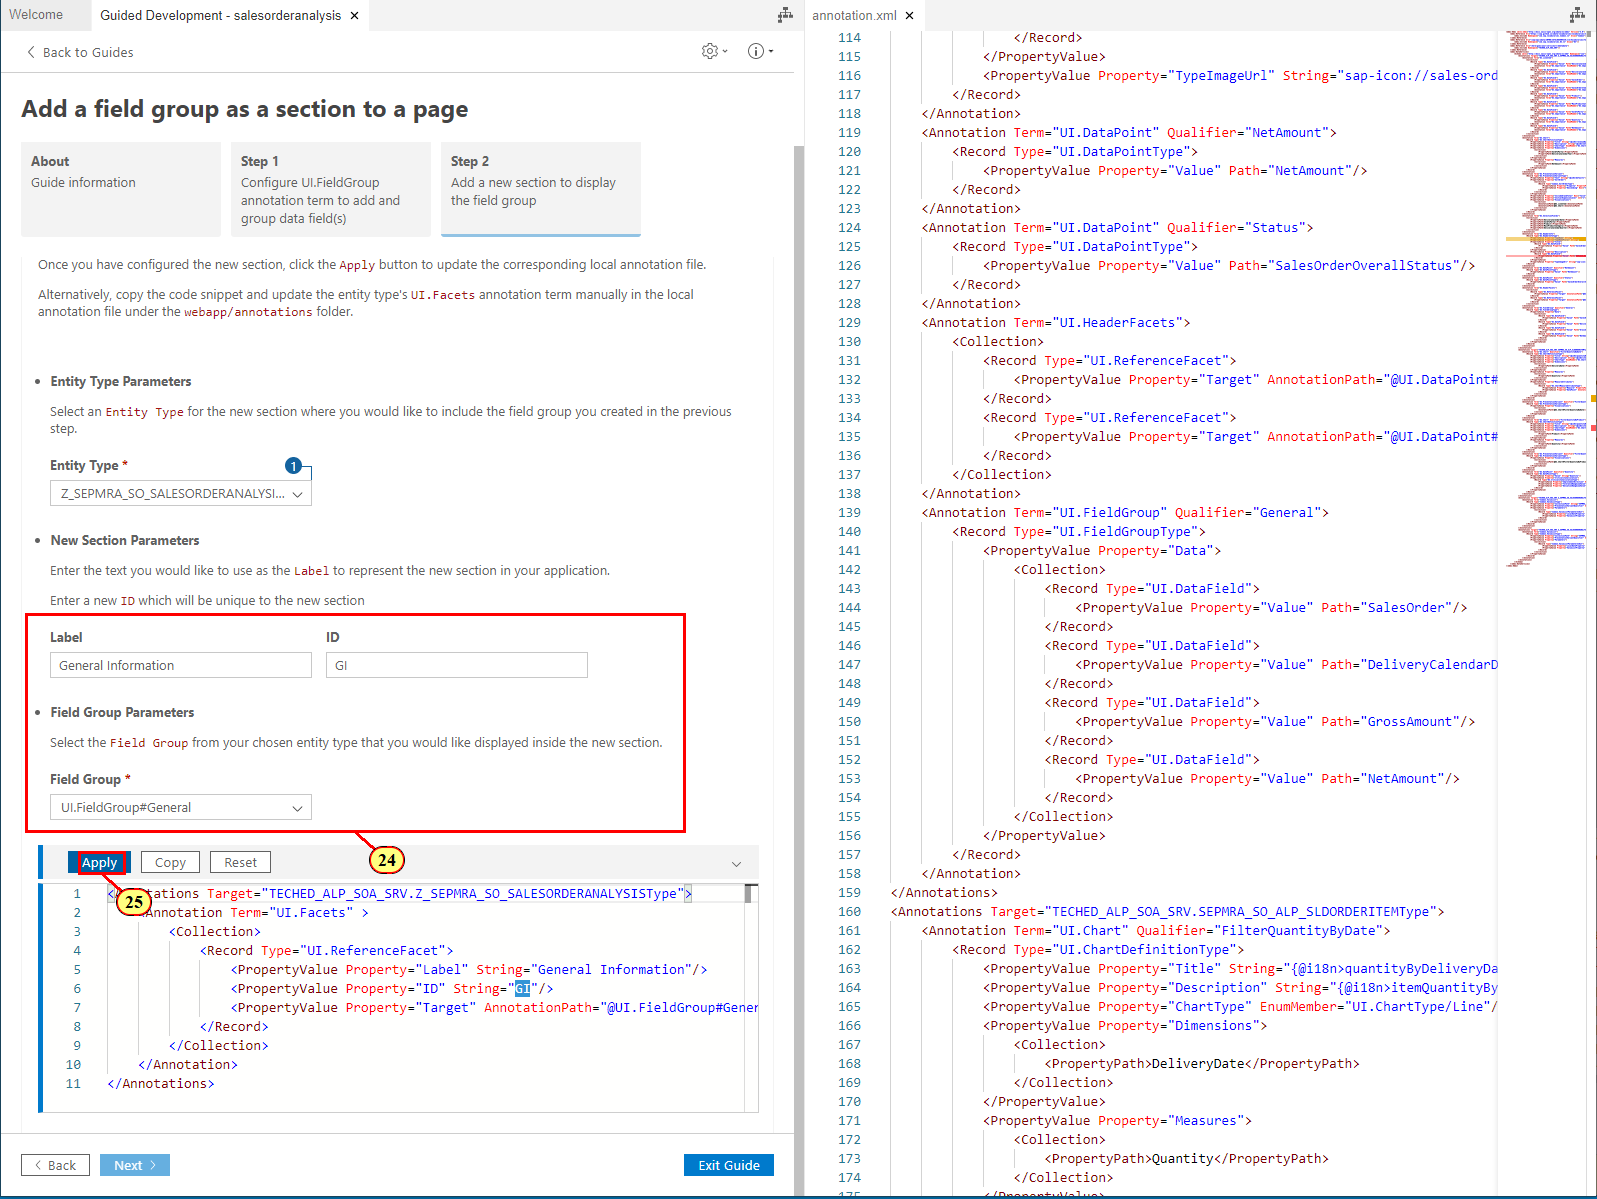 Welcome
Guided Development - salesorderanalysis ×
annotation.xml ×
Back to Guides
Add a field group as a section to a page
About
Guide information
Step 1
Configure UI.FieldGroup
annotation term to add and
group data field(s)
Step 2
Add a new section to display
the field group
Once you have configured the new section, click the Apply button to update the corresponding local annotation file.
Alternatively, copy the code snippet and update the entity type's UI.Facets annotation term manually in the local
annotation file under the webapp/annotations folder.
• Entity Type Parameters
Select an Entity Type for the new section where you would like to include the field group you created in the previous
step.
Entity Type *
1
Z_SEPMRA_SO_SALESORDERANALYSI...
• New Section Parameters
Enter the text you would like to use as the Label to represent the new section in your application.
Enter a new ID which will be unique to the new section
Label
ID
General Information
GI
• Field Group Parameters
Select the Field Group from your chosen entity type that you would like displayed inside the new section.
Field Group *
UI.FieldGroup#General
24
Apply
Copy
Reset
25
1 < tations Target="TECHED_ALP_SOA_SRV.Z_SEPMRA_SO_SALESORDERANALYSISType">
2 Annotation Term="UI.Facets" >
3 <Collection>
4 <Record Type="UI.ReferenceFacet">
5 <PropertyValue Property="Label" String="General Information"/>
6 <PropertyValue Property="ID" String="GI"/>
7 <PropertyValue Property="Target" AnnotationPath="@UI.FieldGroup#Gener
8 </Record>
9 </Collection>
10 </Annotation>
11 </Annotations>
Back
Next
Exit Guide
114 </Record>
115 </PropertyValue>
116 <PropertyValue Property="TypeImageUrl" String="sap-icon://sales-ord
117 </Record>
118 </Annotation>
119 <Annotation Term="UI.DataPoint" Qualifier="NetAmount">
120 <Record Type="UI.DataPointType">
121 <PropertyValue Property="Value" Path="NetAmount"/>
122 </Record>
123 </Annotation>
124 <Annotation Term="UI.DataPoint" Qualifier="Status">
125 <Record Type="UI.DataPointType">
126 <PropertyValue Property="Value" Path="SalesOrderOverallStatus"/>
127 </Record>
128 </Annotation>
129 <Annotation Term="UI.HeaderFacets">
130 <Collection>
131 <Record Type="UI.ReferenceFacet">
132 <PropertyValue Property="Target" AnnotationPath="@UI.DataPoint#
133 </Record>
134 <Record Type="UI.ReferenceFacet">
135 <PropertyValue Property="Target" AnnotationPath="@UI.DataPoint#
136 </Record>
137 </Collection>
138 </Annotation>
139 <Annotation Term="UI.FieldGroup" Qualifier="General">
140 <Record Type="UI.FieldGroupType">
141 <PropertyValue Property="Data">
142 <Collection>
143 <Record Type="UI.DataField">
144 <PropertyValue Property="Value" Path="SalesOrder"/>
145 </Record>
146 <Record Type="UI.DataField">
147 <PropertyValue Property="Value" Path="DeliveryCalendarD
148 </Record>
149 <Record Type="UI.DataField">
150 <PropertyValue Property="Value" Path="GrossAmount"/>
151 </Record>
152 <Record Type="UI.DataField">
153 <PropertyValue Property="Value" Path="NetAmount"/>
154 </Record>
155 </Collection>
156 </PropertyValue>
157 </Record>
158 </Annotation>
159 </Annotations>
160 <Annotations Target="TECHED_ALP_SOA_SRV.SEPMRA_SO_ALP_SLDORDERITEMType">
161 <Annotation Term="UI.Chart" Qualifier="FilterQuantityByDate">
162 <Record Type="UI.ChartDefinitionType">
163 <PropertyValue Property="Title" String="{@i18n>quantityByDeliveryDa
164 <PropertyValue Property="Description" String="{@i18n>itemQuantityBy
165 <PropertyValue Property="ChartType" EnumMember="UI.ChartType/Line"/
166 <PropertyValue Property="Dimensions">
167 <Collection>
168 <PropertyPath>DeliveryDate</PropertyPath>
169 </Collection>
170 </PropertyValue>
171 <PropertyValue Property="Measures">
172 <Collection>
173 <PropertyPath>Quantity</PropertyPath>
174 </Collection>
175 </PropertyValue>